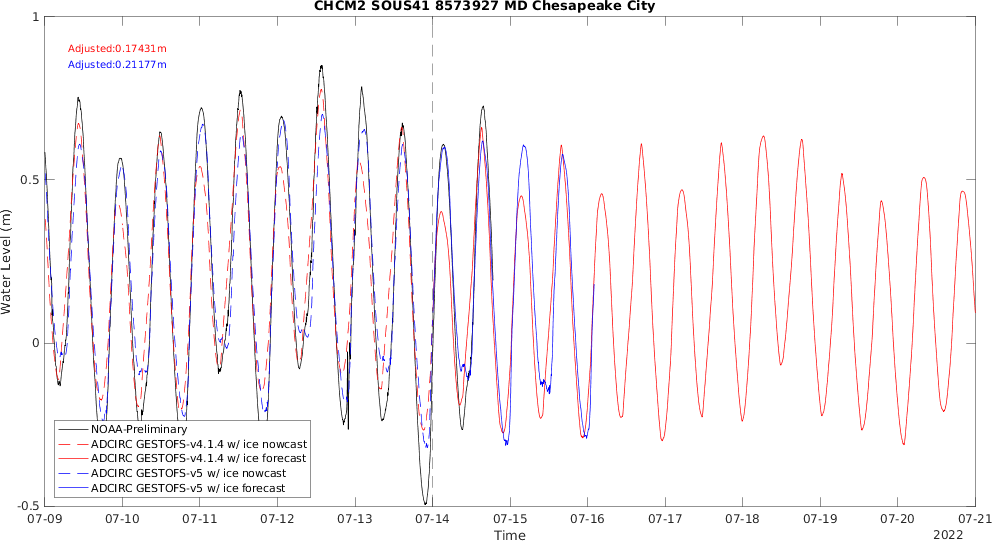 CHCM2 SOUS41 8573927 MD Chesapeake City
1
Adjusted:0.17431m
Adjusted:0.21177m
0.5
Water Level (m)
0
NOAA-Preliminary
ADCIRC GESTOFS-v4.1.4 w/ ice nowcast
ADCIRC GESTOFS-v4.1.4 w/ ice forecast
ADCIRC GESTOFS-v5 w/ ice nowcast
ADCIRC GESTOFS-v5 w/ ice forecast
-0.5
07-09 07-10 07-11 07-12 07-13 07-14 07-15 07-16 07-17 07-18 07-19 07-20 07-21
Time
2022